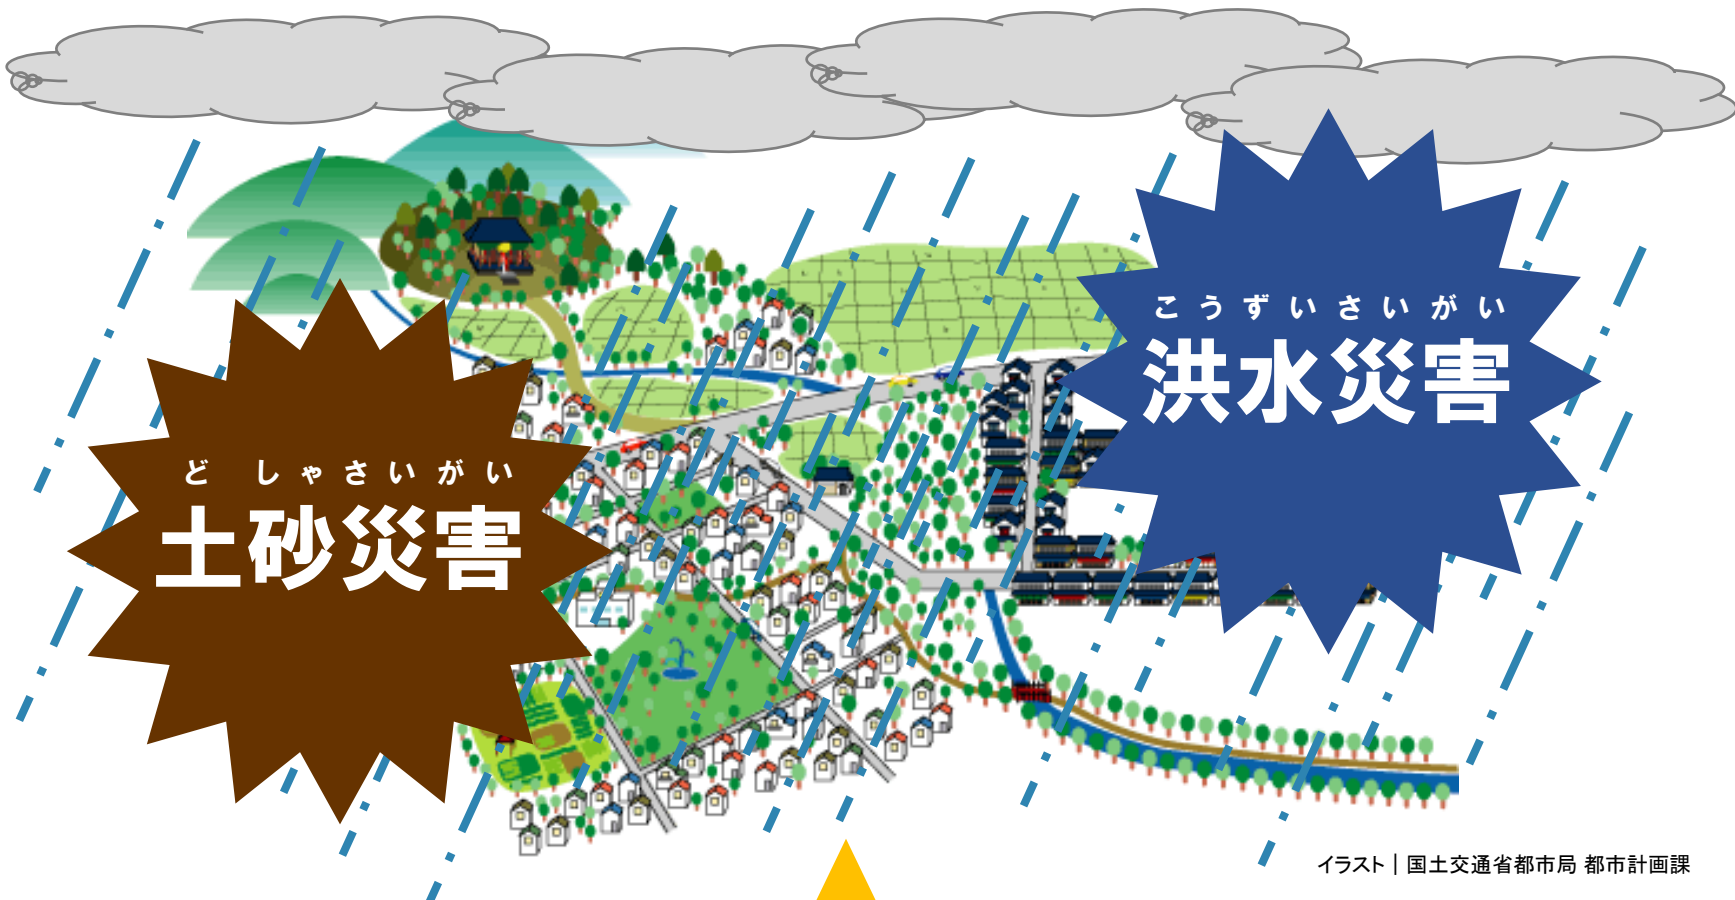 こうずいさいがい
洪水災害
どしゃさいがい
土砂災害
イラスト｜国土交通省都市局 都市計画課